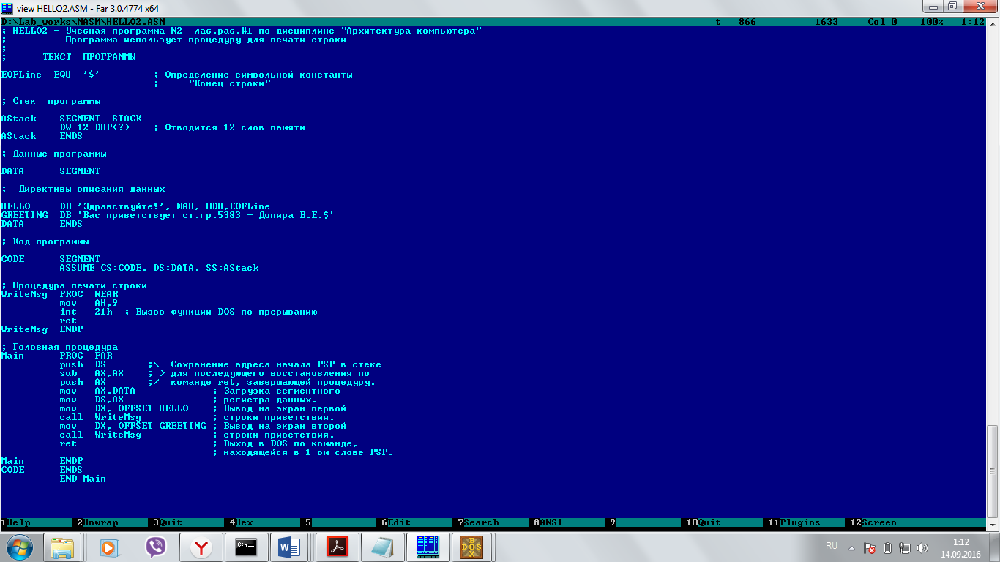 view HELLO2.ASM - Far 3.0.4774 x64
D:\Lab_works\MASM\HELLO2.ASM t 866 1633 Col 0 100% 1:12
; HELLO2 - Учебная программа N2 лаб.раб.#1 по дисциплине "Архитектура компьютера"
; Программа использует процедуру для печати строки
;
; ТЕКСТ ПРОГРАММЫ
EOFLine EQU '$' ; Определение символьной константы
; "Конец строки"
; Стек программы
AStack SEGMENT STACK
DW 12 DUP(?) ; Отводится 12 слов памяти
AStack ENDS
; Данные программы
DATA SEGMENT
; Директивы описания данных
HELLO DB 'Здравствуйте!', 0AH, 0DH,EOFLine
GREETING DB 'Вас приветствует ст.гр.5383 - Допира В.Е.$'
DATA ENDS
; Код программы
CODE SEGMENT
ASSUME CS:CODE, DS:DATA, SS:AStack
; Процедура печати строки
WriteMsg PROC NEAR
mov AH,9
int 21h ; Вызов функции DOS по прерыванию
ret
WriteMsg ENDP
; Головная процедура
Main PROC FAR
push DS ;\ Сохранение адреса начала PSP в стеке
sub AX,AX ; > для последующего восстановления по
push AX ;/ команде ret, завершающей процедуру.
mov AX,DATA ; Загрузка сегментного
mov DS,AX ; регистра данных.
mov DX, OFFSET HELLO ; Вывод на экран первой
call WriteMsg ; строки приветствия.
mov DX, OFFSET GREETING ; Вывод на экран второй
call WriteMsg ; строки приветствия.
ret ; Выход в DOS по команде,
; находящейся в 1-ом слове PSP.
Main ENDP
CODE ENDS
END Main
1Help 2Unwrap 3Quit 4Hex 5 6Edit 7Search 8ANSI 9 10Quit 11Plugins 12Screen
C:\_
RU
1:12
14.09.2016